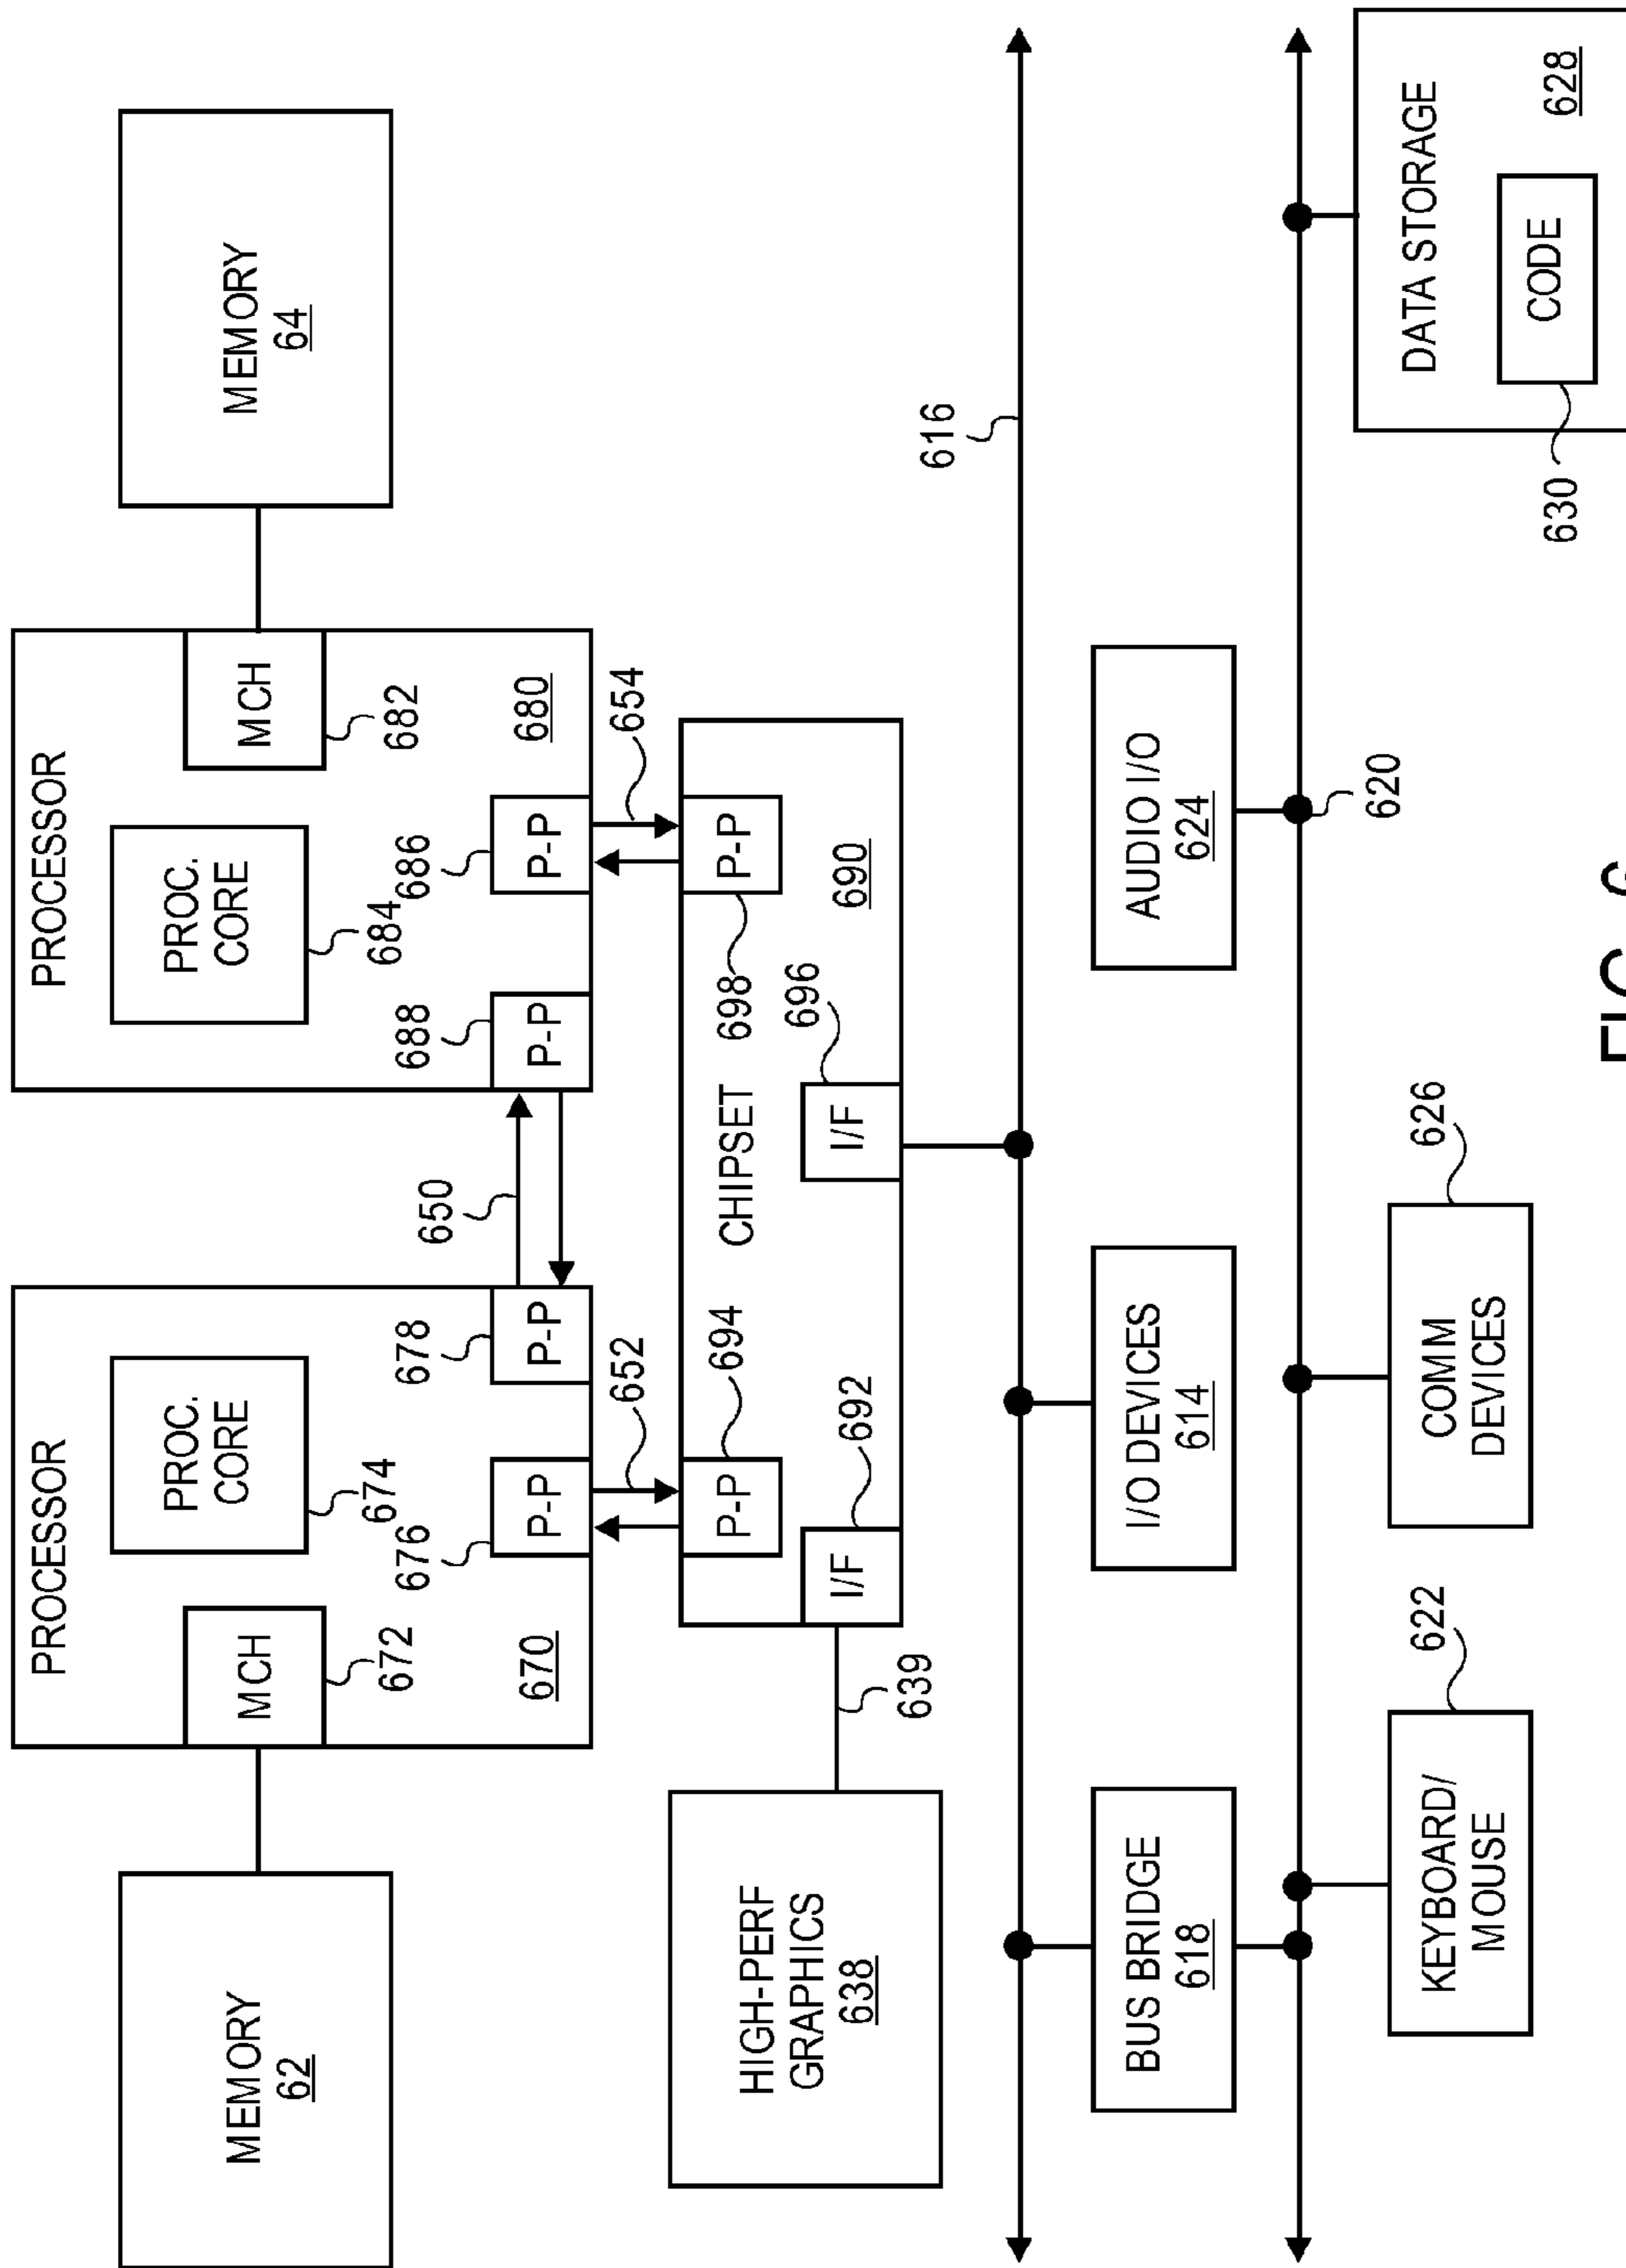 PROCESSOR
PROCESSOR
MEMORY
62
MCH
672
PROC.
CORE
674
670
676
P-P
678
P-P
650
PROC.
CORE
684
MCH
682
680
688
P-P
686
P-P
MEMORY
64
652
654
HIGH-PERF
GRAPHICS
638
639
P-P
694
CHIPSET
I/F
692
I/F
696
P-P
698
690
616
BUS BRIDGE
618
I/O DEVICES
614
AUDIO I/O
624
620
KEYBOARD/
MOUSE
622
COMM
DEVICES
626
DATA STORAGE
CODE
628
630